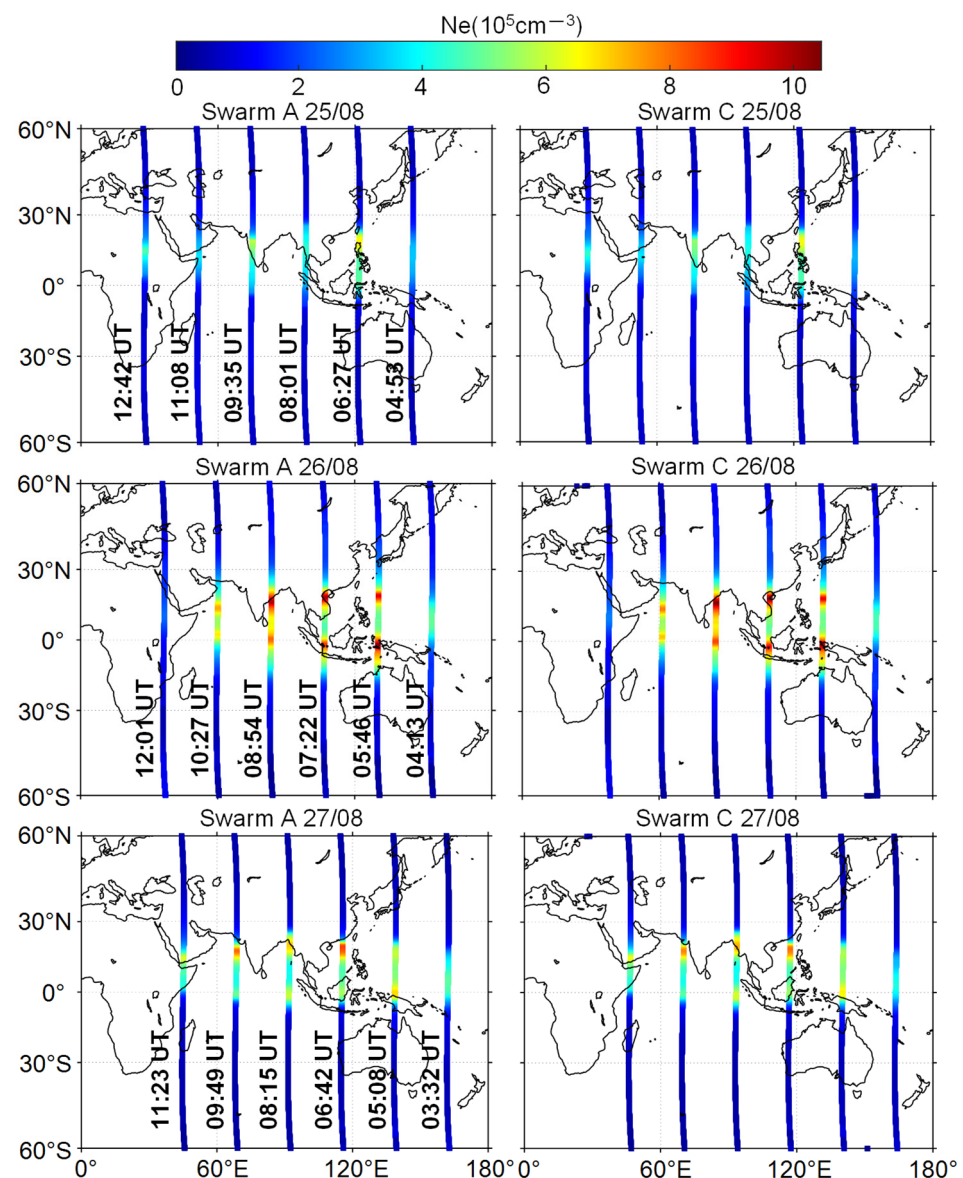 Ne(10⁵cm⁻³)
0 2 4 6 8 10
Swarm A 25/08 Swarm C 25/08
60°N
30°N
0°
30°S
60°S
12:42 UT 11:08 UT 09:35 UT 08:01 UT 06:27 UT 04:53 UT
Swarm A 26/08 Swarm C 26/08
60°N
30°N
0°
30°S
60°S
12:01 UT 10:27 UT 08:54 UT 07:22 UT 05:46 UT 04:13 UT
Swarm A 27/08 Swarm C 27/08
60°N
30°N
0°
30°S
60°S
11:23 UT 09:49 UT 08:15 UT 06:42 UT 05:08 UT 03:32 UT
0° 60°E 120°E 180°0° 60°E 120°E 180°